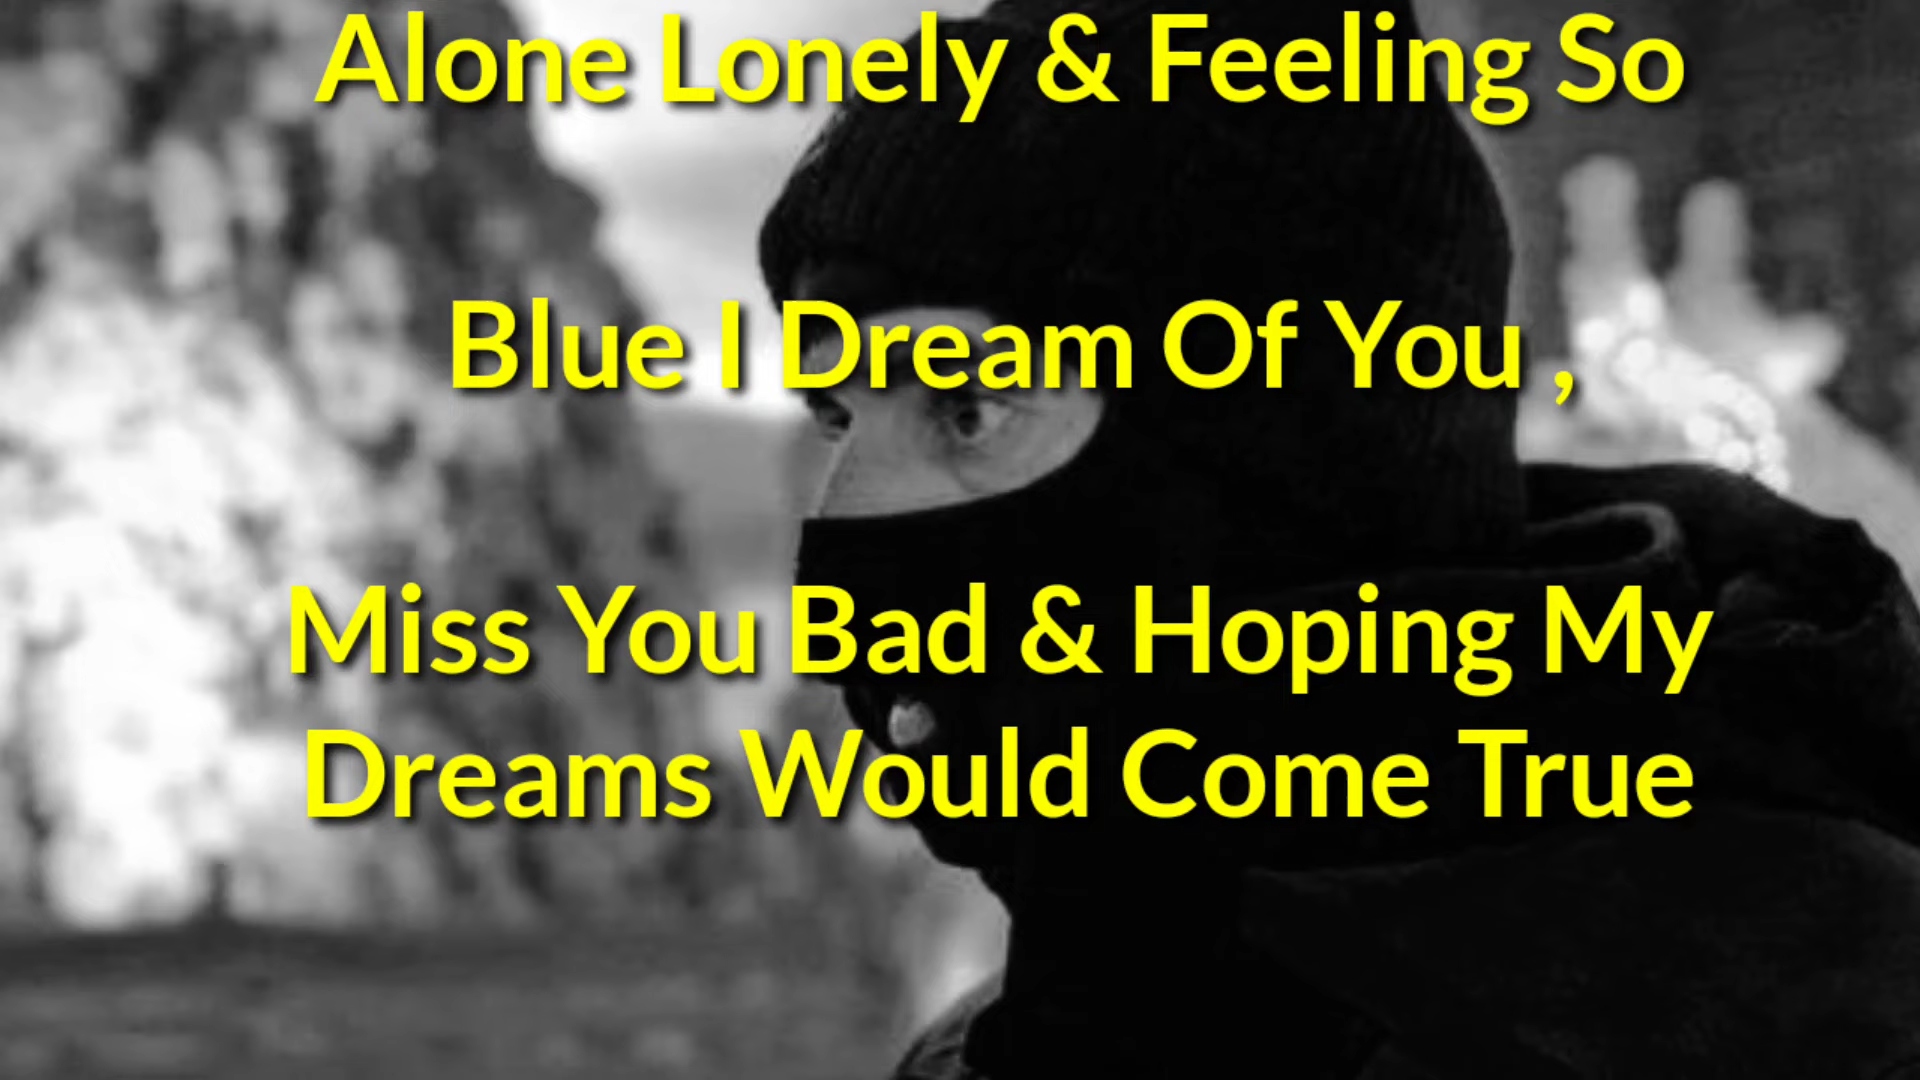 Alone Lonely & Feeling So
Blue I Dream Of You ,
Miss You Bad & Hoping My
Dreams Would Come True